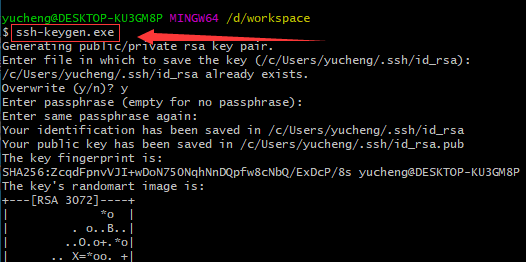 yucheng@DESKTOP-KU3GM8P MINGW64 /d/workspace
$ ssh-keygen.exe
Generating public/private rsa key pair.
Enter file in which to save the key (/c/Users/yucheng/.ssh/id_rsa):
/c/Users/yucheng/.ssh/id_rsa already exists.
Overwrite (y/n)? y
Enter passphrase (empty for no passphrase):
Enter same passphrase again:
Your identification has been saved in /c/Users/yucheng/.ssh/id_rsa
Your public key has been saved in /c/Users/yucheng/.ssh/id_rsa.pub
The key fingerprint is:
SHA256:ZcqdFpnvVJI+wDoN75ONqhNnDQpfw8cNbQ/ExDcP/8s yucheng@DESKTOP-KU3GM8P
The key's randomart image is:
+---[RSA 3072]----+
|             *o  |
|         . o..B..|
|        ..O.o+.*o|
|      .. X=*oo. +|